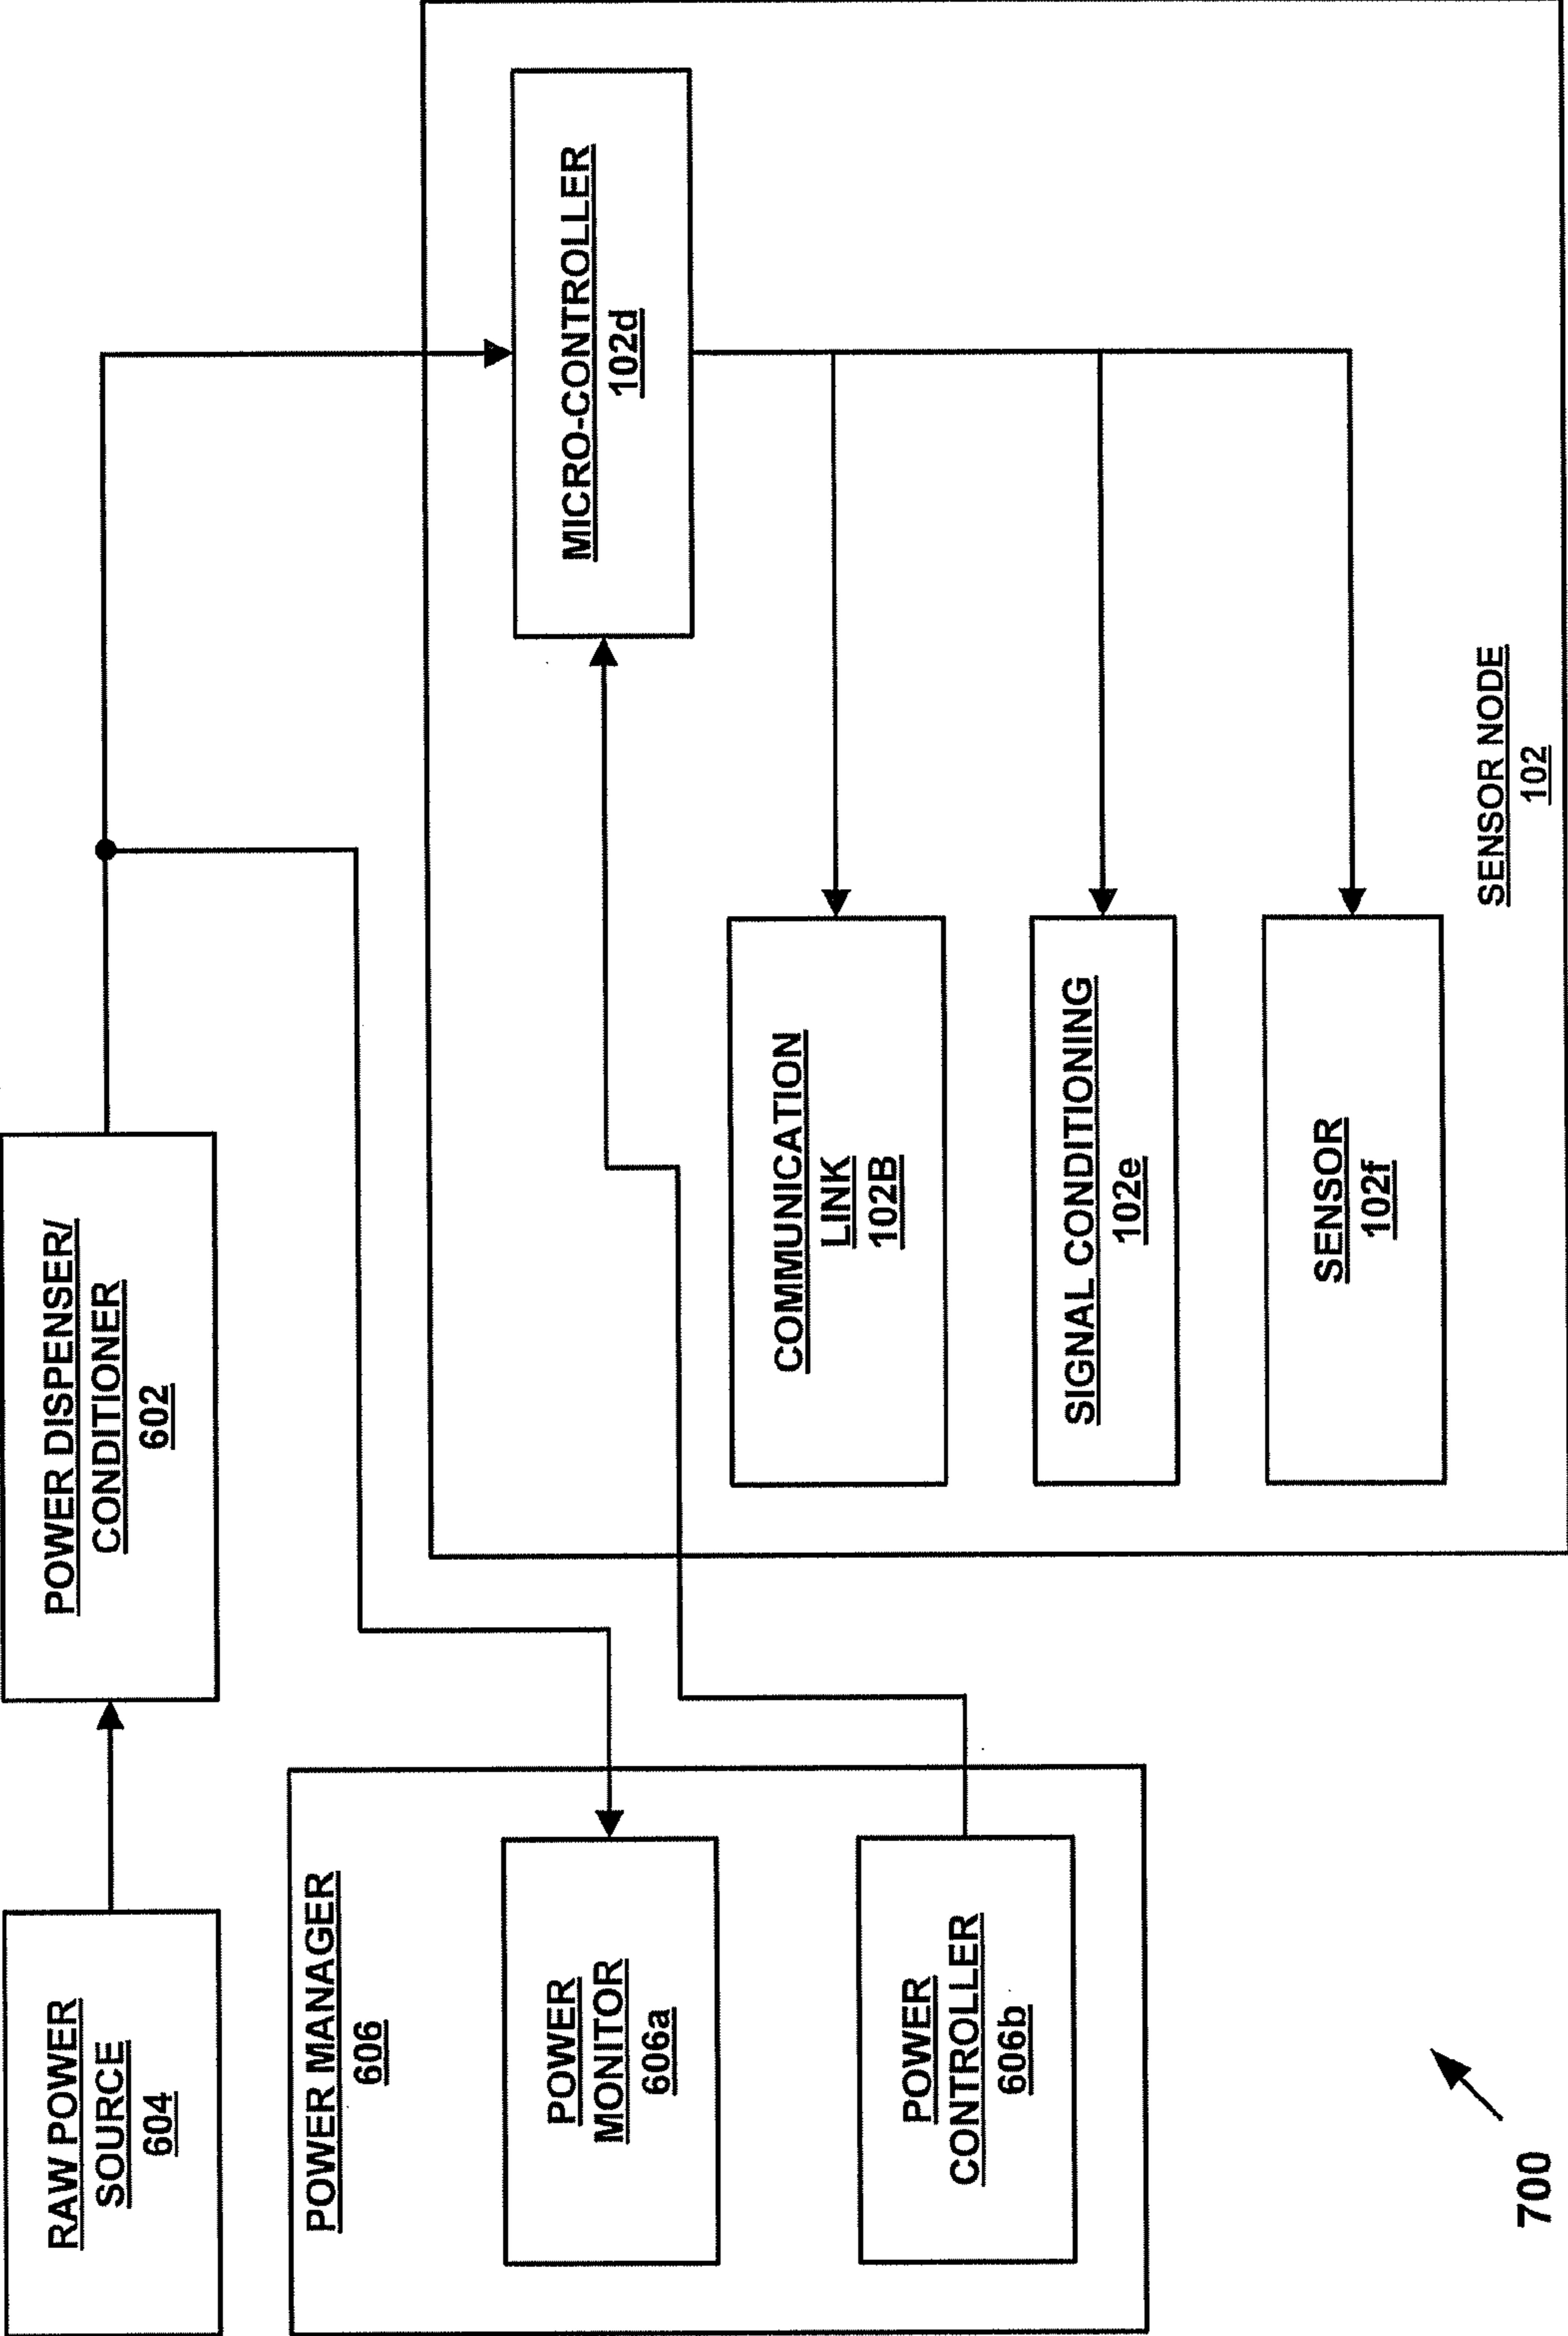 RAW POWER
SOURCE
604
POWER DISPENSER/
CONDITIONER
602
POWER MANAGER
606
POWER
MONITOR
606a
POWER
CONTROLLER
606b
MICRO-CONTROLLER
102d
COMMUNICATION
LINK
102B
SIGNAL CONDITIONING
102e
SENSOR
102f
SENSOR NODE
102
700